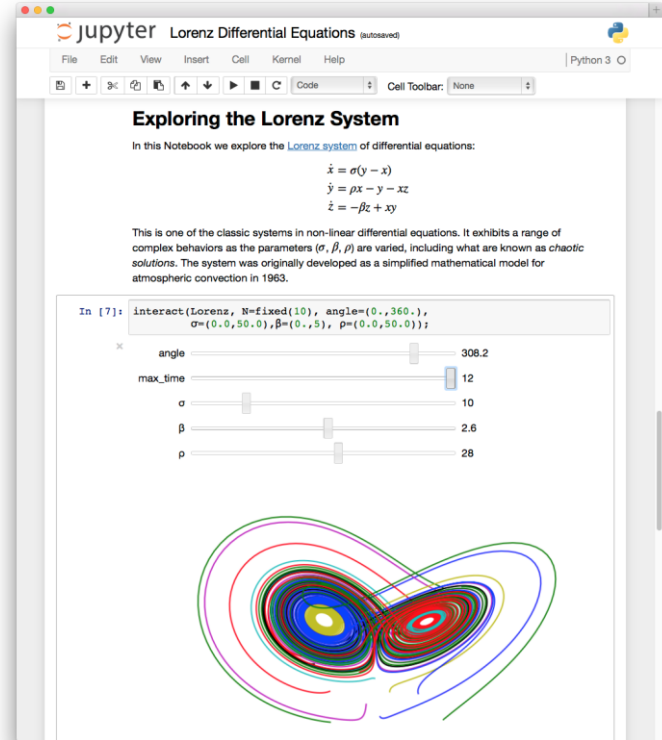 jupyter Lorenz Differential Equations (autosaved)
File Edit View Insert Cell Kernel Help Python 3
Code Cell Toolbar: None
Exploring the Lorenz System
In this Notebook we explore the Lorenz system of differential equations:
ẋ = σ(y − x)
ẏ = ρx − y − xz
ż = −βz + xy
This is one of the classic systems in non-linear differential equations. It exhibits a range of
complex behaviors as the parameters (σ, β, ρ) are varied, including what are known as chaotic
solutions. The system was originally developed as a simplified mathematical model for
atmospheric convection in 1963.
In [7]: interact(Lorenz, N=fixed(10), angle=(0.,360.),
σ=(0.0,50.0),β=(0.,5), ρ=(0.0,50.0));
angle 308.2
max_time 12
σ 10
β 2.6
ρ 28